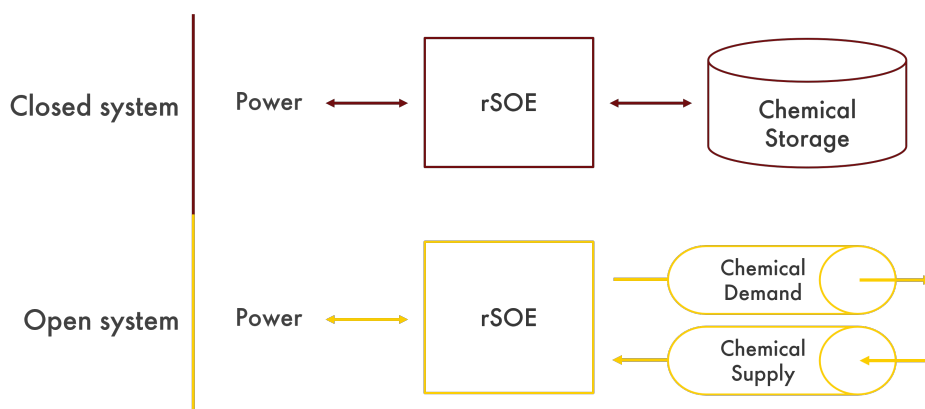 Closed system
Power
rSOE
Chemical
Storage
Open system
Power
rSOE
Chemical
Demand
Chemical
Supply